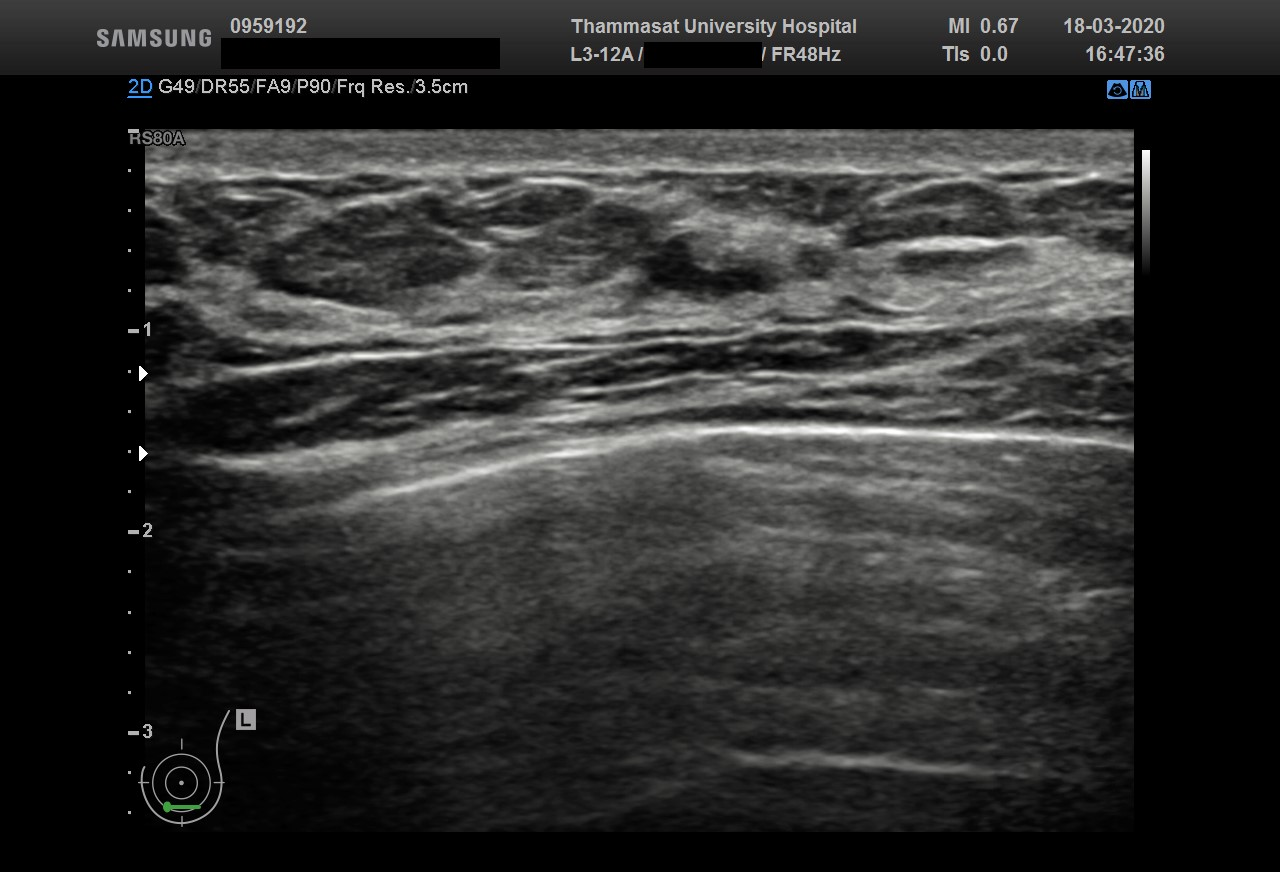 SAMSUNG
0959192
Thammasat University Hospital
MI 0.67
18-03-2020
L3-12A / / FR48Hz
TIs 0.0
16:47:36
2D G49/DR55/FA9/P90/Frq Res./3.5cm
RS80A
1
2
3
L